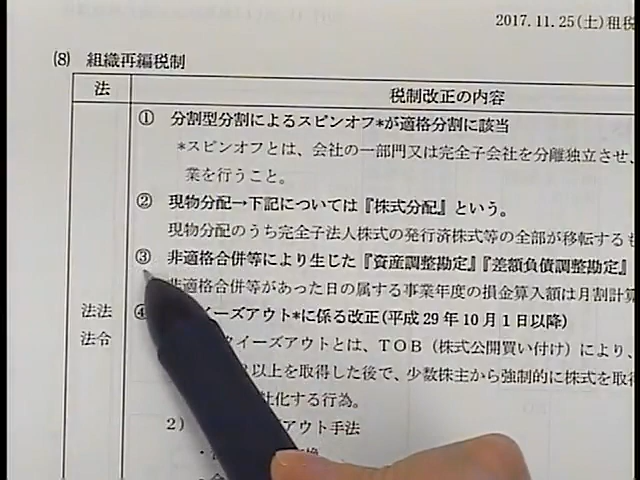 2017.11.25(土)租税
(8) 組織再編税制
法
税制改正の内容
① 分割型分割によるスピンオフ*が適格分割に該当
*スピンオフとは、会社の一部門又は完全子会社を分離独立させ、
業を行うこと。
② 現物分配→下記については『株式分配』という。
現物分配のうち完全子法人株式の発行済株式等の全部が移転するも
③ 非適格合併等により生じた『資産調整勘定』『差額負債調整勘定』
非適格合併等があった日の属する事業年度の損金算入額は月割計算
法法
④ イーズアウト*に係る改正(平成29年10月1日以降)
法令
クイーズアウトとは、TOB(株式公開買い付け)により、
以上を取得した後で、少数株主から強制的に株式を取得
社化する行為。
2)
アウト手法